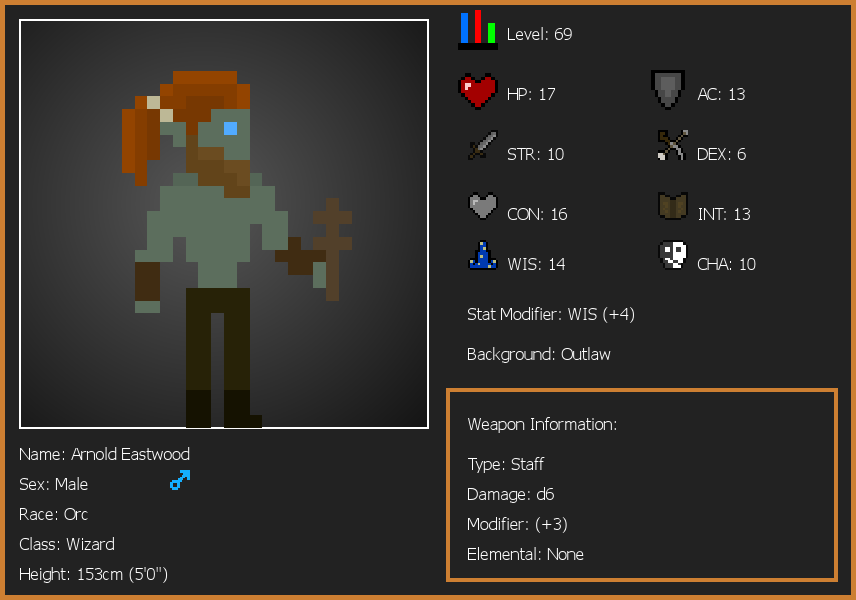 Level: 69
HP: 17
AC: 13
STR: 10
DEX: 6
CON: 16
INT: 13
WIS: 14
CHA: 10
Stat Modifier: WIS (+4)
Background: Outlaw
Weapon Information:
Type: Staff
Damage: d6
Modifier: (+3)
Elemental: None
Name: Arnold Eastwood
Sex: Male
Race: Orc
Class: Wizard
Height: 153cm (5'0")